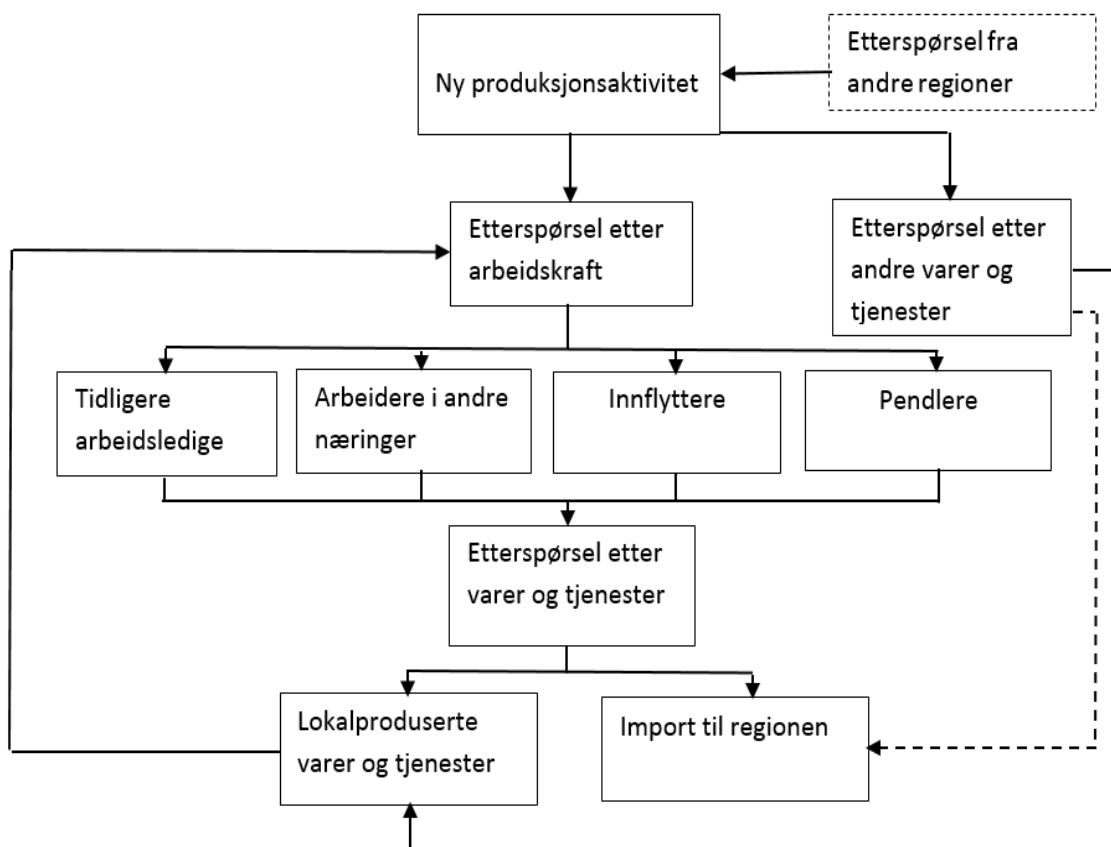 Ny produksjonsaktivitet
Etterspørsel fra
andre regioner
Etterspørsel etter
arbeidskraft
Etterspørsel etter
andre varer og
tjenester
Tidligere
arbeidsledige
Arbeidere i andre
næringer
Innflyttere
Pendlere
Etterspørsel etter
varer og tjenester
Lokalproduserte
varer og tjenester
Import til regionen